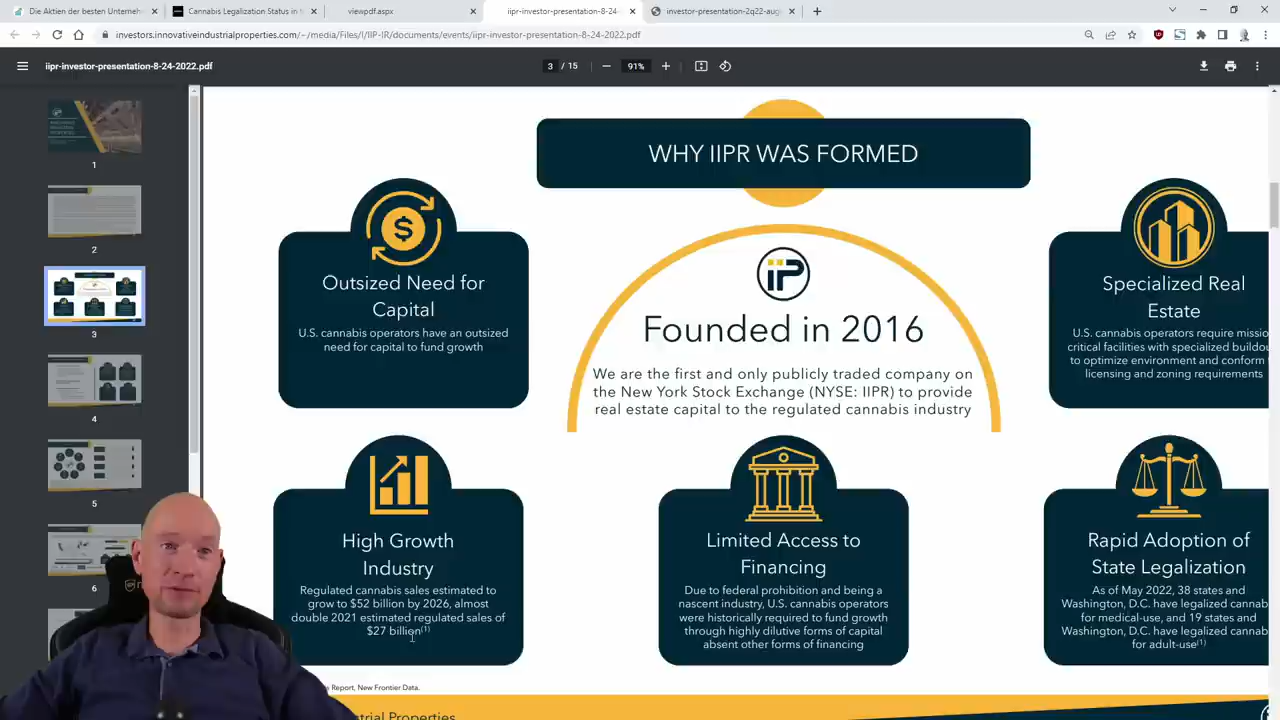 Die Aktien der besten Unterneh
Cannabis Legalization Status in
viewpdf.aspx
iipr-investor-presentation-8-24-
investor-presentation-2q22-aug
investors.innovativeindustrialproperties.com/~/media/Files/I/IIP-IR/documents/events/iipr-investor-presentation-8-24-2022.pdf
iipr-investor-presentation-8-24-2022.pdf
3 / 15
91%
1
2
3
4
5
6
WHY IIPR WAS FORMED
Outsized Need for
Capital
U.S. cannabis operators have an outsized
need for capital to fund growth
iiP
Founded in 2016
We are the first and only publicly traded company on
the New York Stock Exchange (NYSE: IIPR) to provide
real estate capital to the regulated cannabis industry
Specialized Real
Estate
U.S. cannabis operators require missio
critical facilities with specialized buildou
to optimize environment and conform
licensing and zoning requirements
High Growth
Industry
Regulated cannabis sales estimated to
grow to $52 billion by 2026, almost
double 2021 estimated regulated sales of
$27 billion(1)
Limited Access to
Financing
Due to federal prohibition and being a
nascent industry, U.S. cannabis operators
were historically required to fund growth
through highly dilutive forms of capital
absent other forms of financing
Rapid Adoption of
State Legalization
As of May 2022, 38 states and
Washington, D.C. have legalized cannab
for medical-use, and 19 states and
Washington, D.C. have legalized cannab
for adult-use(1)
Report, New Frontier Data.
strial Properties